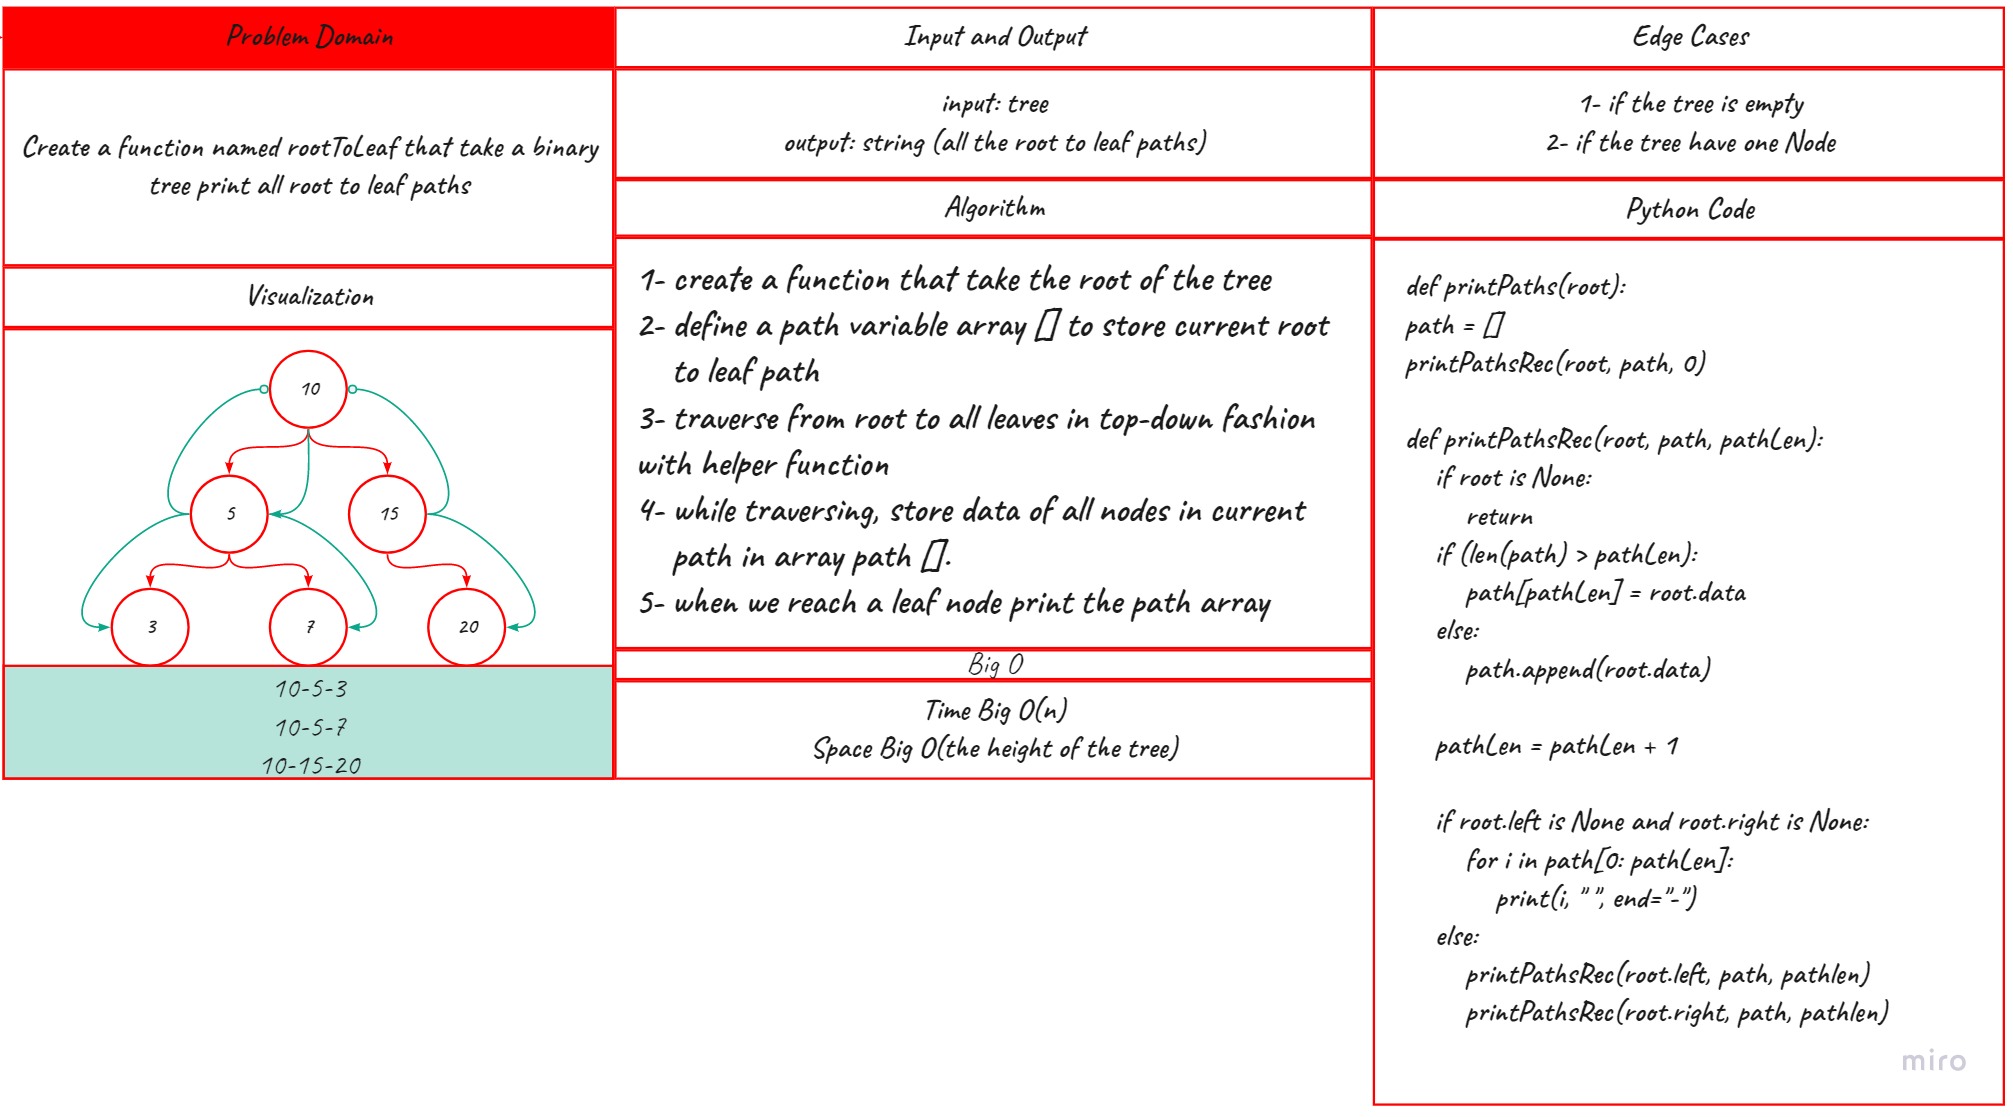 Problem Domain
Create a function named rootToLeaf that take a binary
tree print all root to leaf paths
Visualization
10
5
15
3
7
20
10-5-3
10-5-7
10-15-20
Input and Output
input: tree
output: string (all the root to leaf paths)
Algorithm
1- create a function that take the root of the tree
2- define a path variable array [] to store current root
to leaf path
3- traverse from root to all leaves in top-down fashion
with helper function
4- while traversing, store data of all nodes in current
path in array path [].
5- when we reach a leaf node print the path array
Big O
Time Big O(n)
Space Big O(the height of the tree)
Edge Cases
1- if the tree is empty
2- if the tree have one Node
Python Code
def printPaths(root):
path = []
printPathsRec(root, path, 0)
def printPathsRec(root, path, pathLen):
if root is None:
return
if (len(path) > pathLen):
path[pathLen] = root.data
else:
path.append(root.data)
pathLen = pathLen + 1
if root.left is None and root.right is None:
for i in path[0: pathLen]:
print(i, " ", end="-")
else:
printPathsRec(root.left, path, pathlen)
printPathsRec(root.right, path, pathlen)
miro